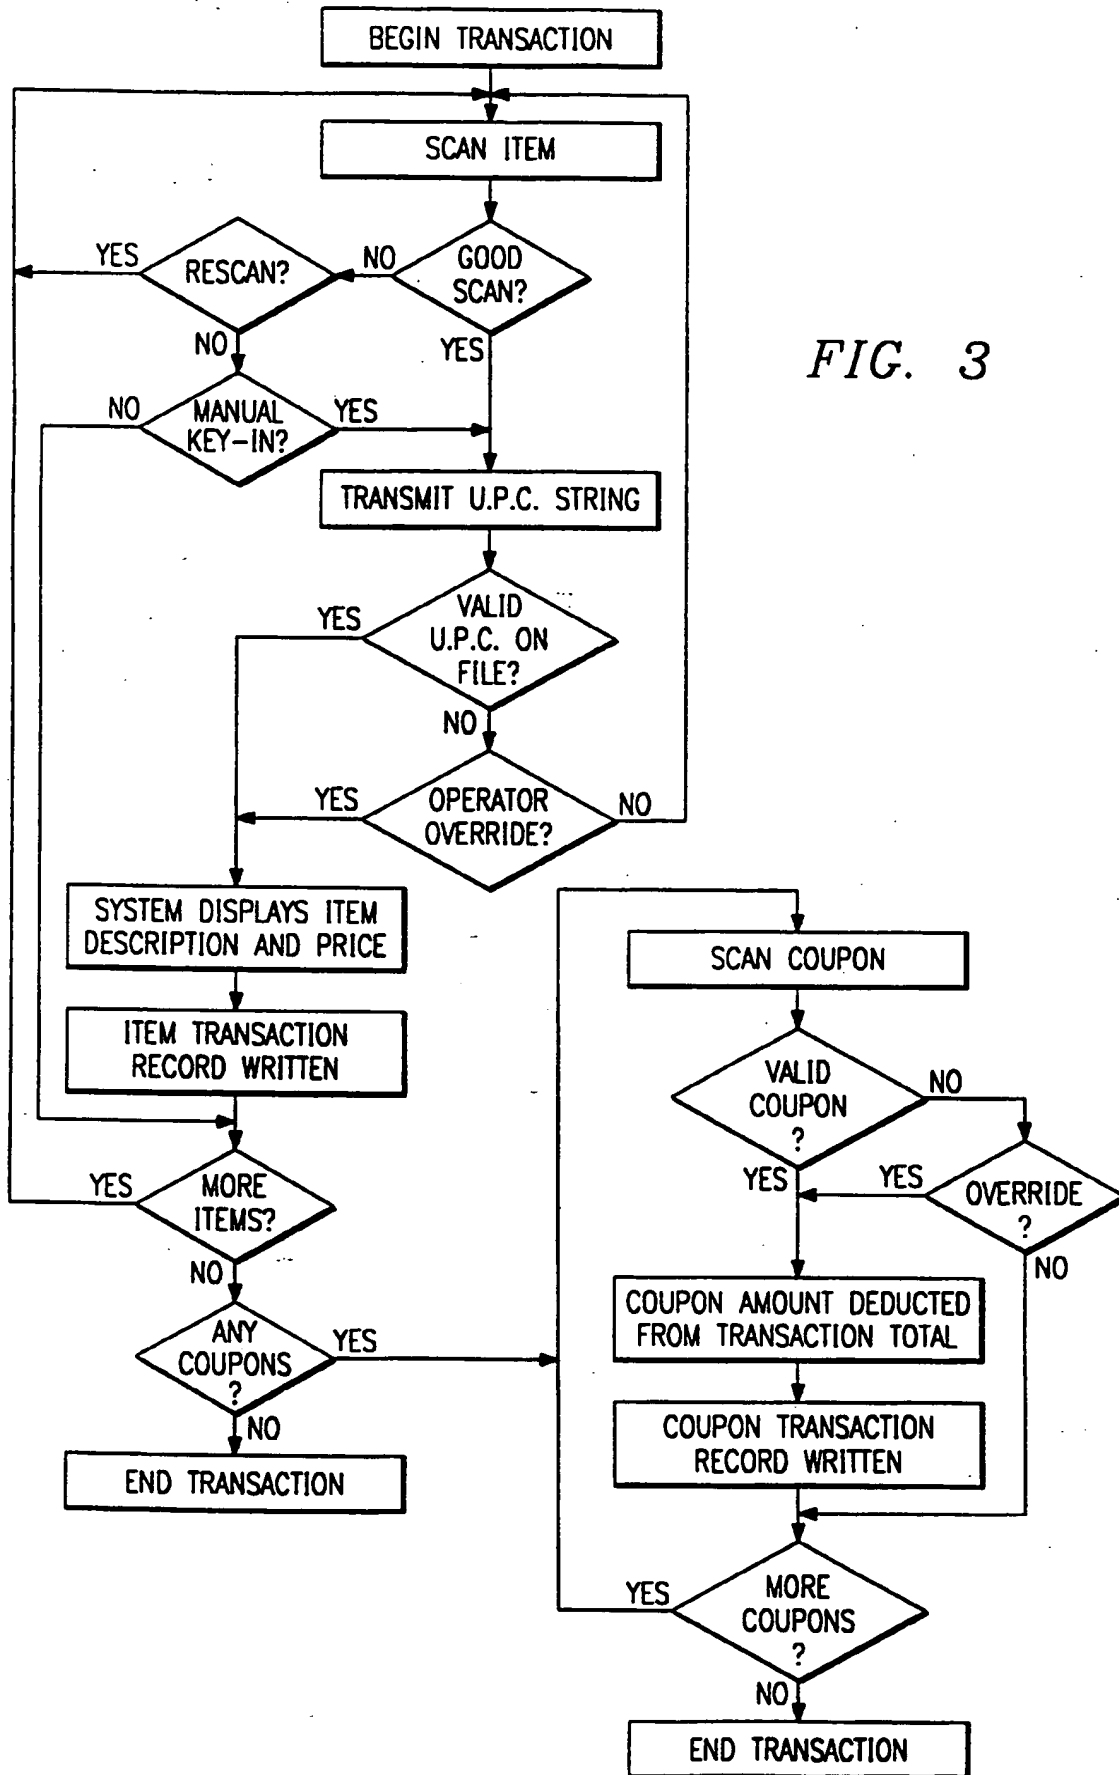 BEGIN TRANSACTION
SCAN ITEM
YES
RESCAN?
NO
GOOD
SCAN?
NO
YES
FIG. 3
NO
MANUAL
KEY-IN?
YES
TRANSMIT U.P.C. STRING
YES
VALID
U.P.C. ON
FILE?
NO
YES
OPERATOR
OVERRIDE?
NO
SYSTEM DISPLAYS ITEM
DESCRIPTION AND PRICE
ITEM TRANSACTION
RECORD WRITTEN
YES
MORE
ITEMS?
NO
ANY
COUPONS
?
YES
NO
END TRANSACTION
SCAN COUPON
VALID
COUPON
?
NO
YES
YES
OVERRIDE
?
NO
COUPON AMOUNT DEDUCTED
FROM TRANSACTION TOTAL
COUPON TRANSACTION
RECORD WRITTEN
YES
MORE
COUPONS
?
NO
END TRANSACTION